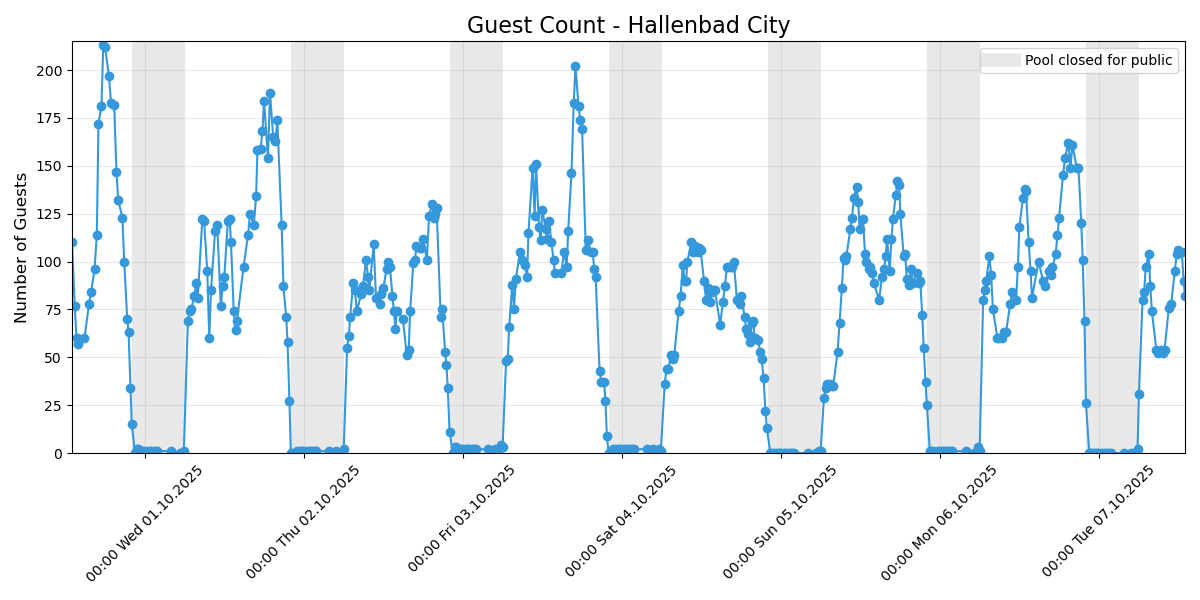 Guest Count - Hallenbad City
Pool closed for public
Number of Guests
200
175
150
125
100
75
50
25
0
00:00 Wed 01.10.2025
00:00 Thu 02.10.2025
00:00 Fri 03.10.2025
00:00 Sat 04.10.2025
00:00 Sun 05.10.2025
00:00 Mon 06.10.2025
00:00 Tue 07.10.2025